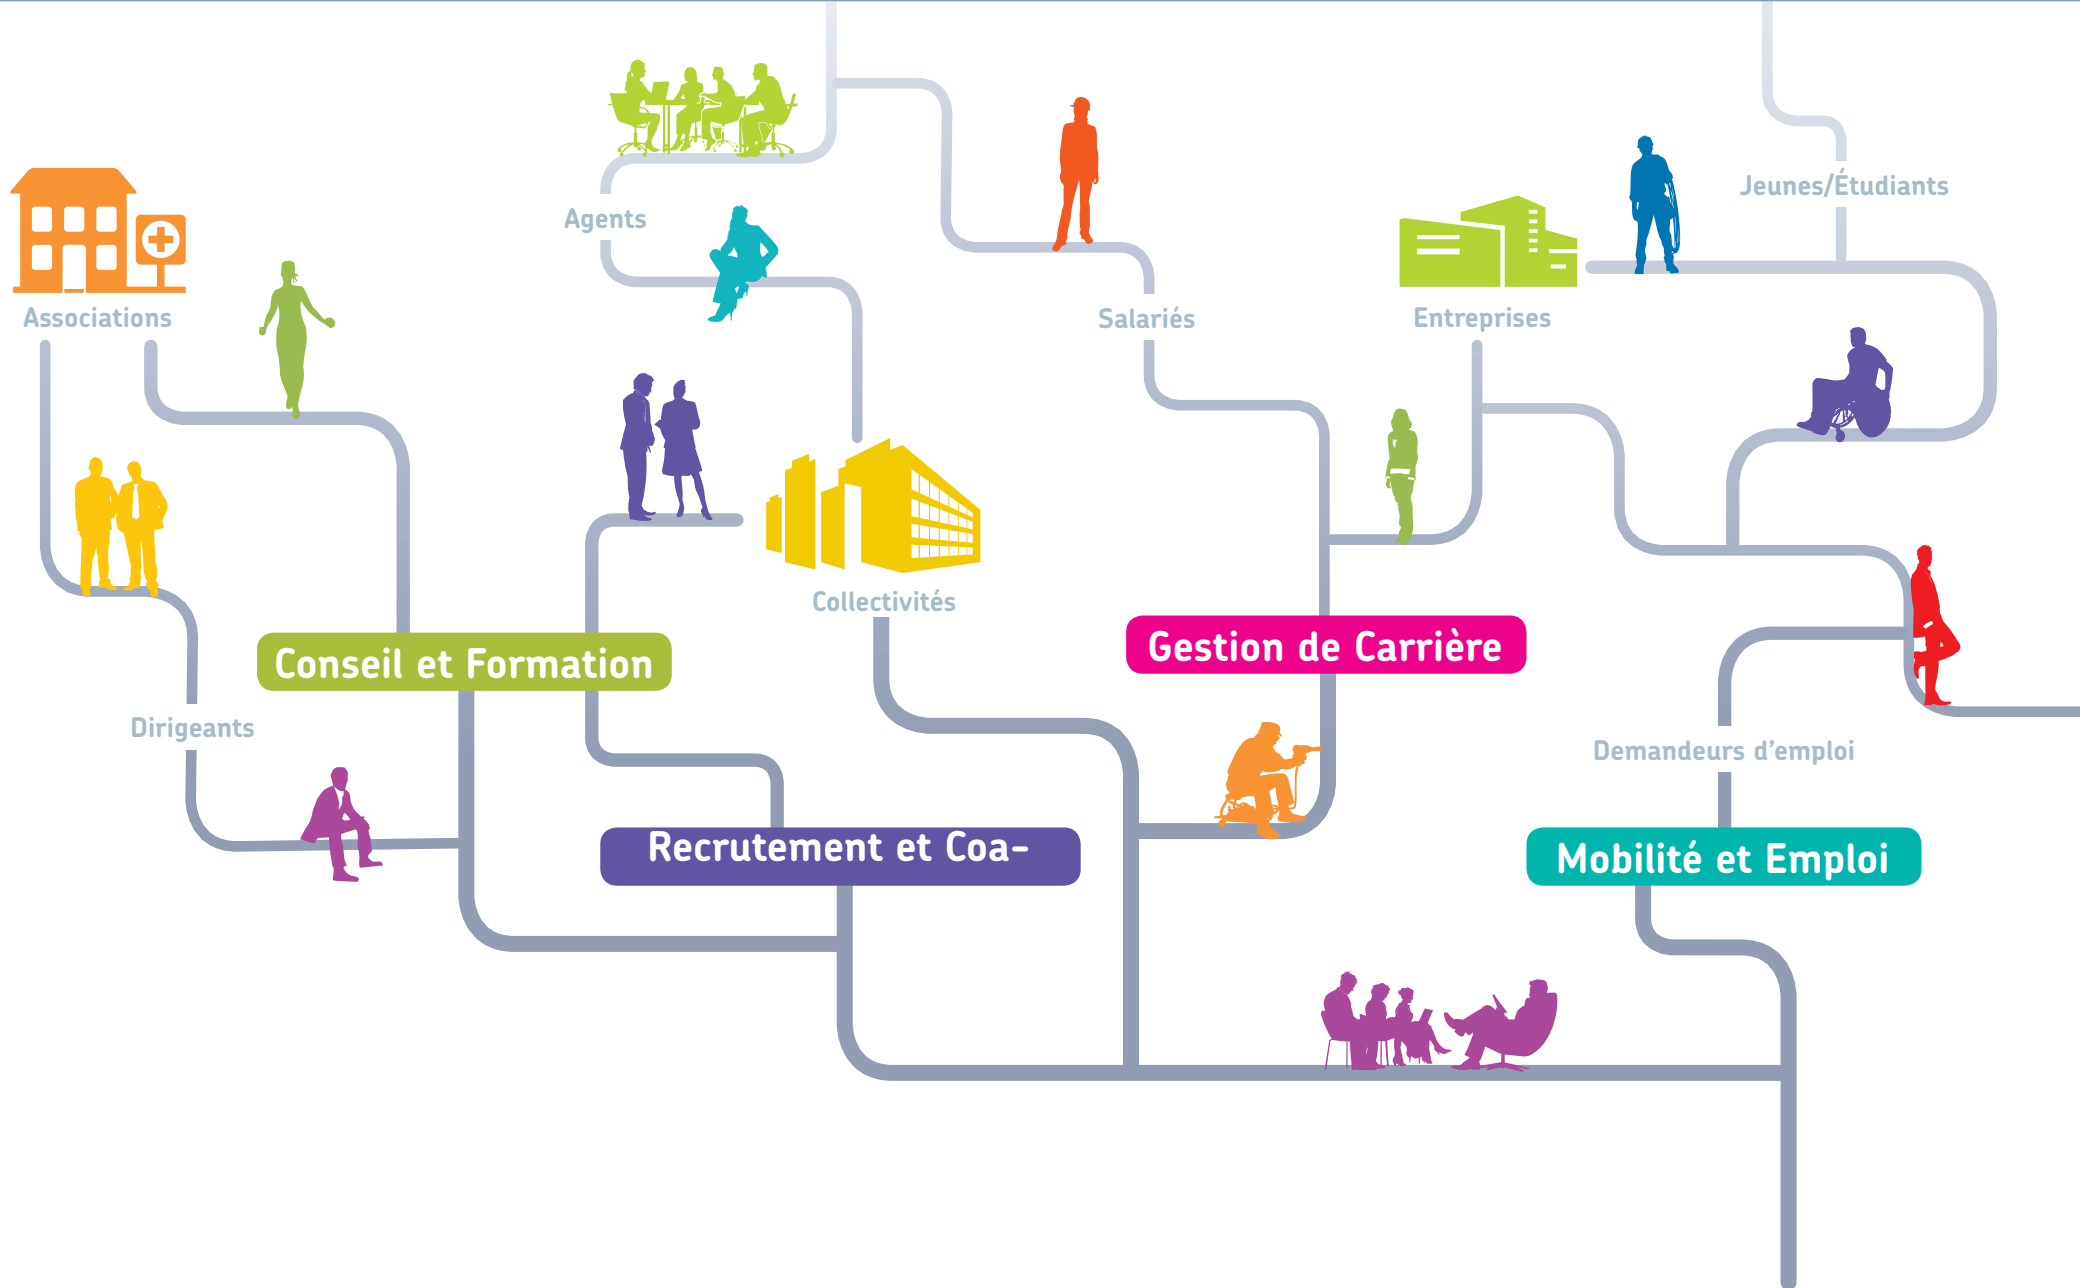 Jeunes/Étudiants
Agents
Associations
Salariés
Entreprises
Collectivités
Conseil et Formation
Gestion de Carrière
Dirigeants
Demandeurs d’emploi
Recrutement et Coa-
Mobilité et Emploi